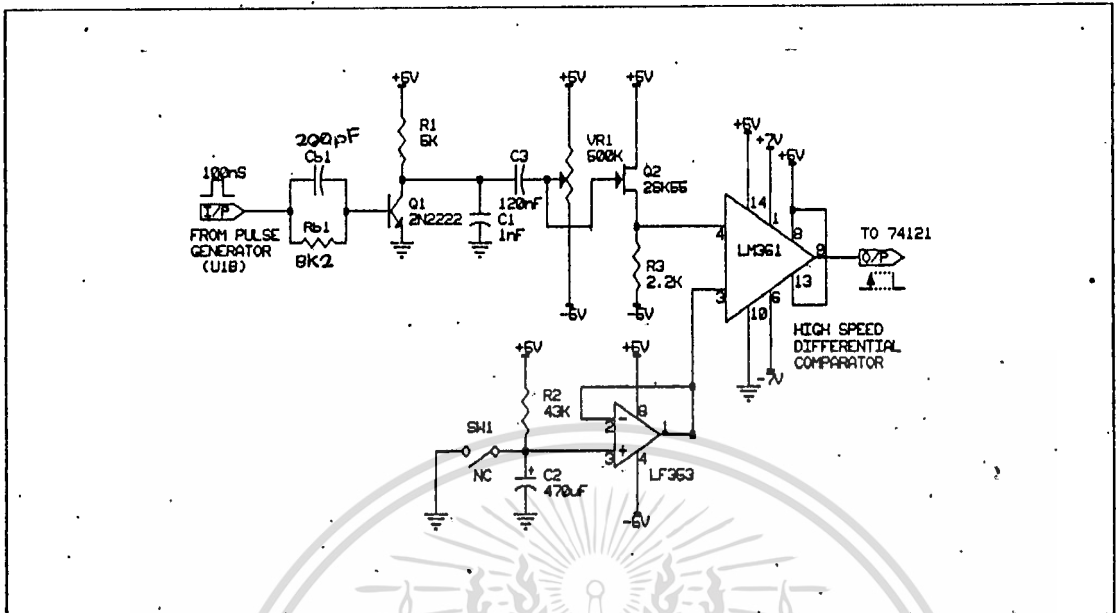 +5V
+5V
+5V
200pF
Cb1
R1
5K
VR1
500K
+5V
+7V
+5V
100nS
C3
Q2
2SK55
14
1
8
I/P
Rb1
8K2
Q1
2N2222
120nF
C1
1nF
4
LM361
9
TO 74121
O/P
FROM PULSE
GENERATOR
(U1B)
R3
2.2K
3
13
10
6
-5V
-5V
-7V
HIGH SPEED
DIFFERENTIAL
COMPARATOR
+5V
+5V
R2
43K
8
SW1
2
-
1
NC
3
+
4
+
C2
470uF
LF353
-5V